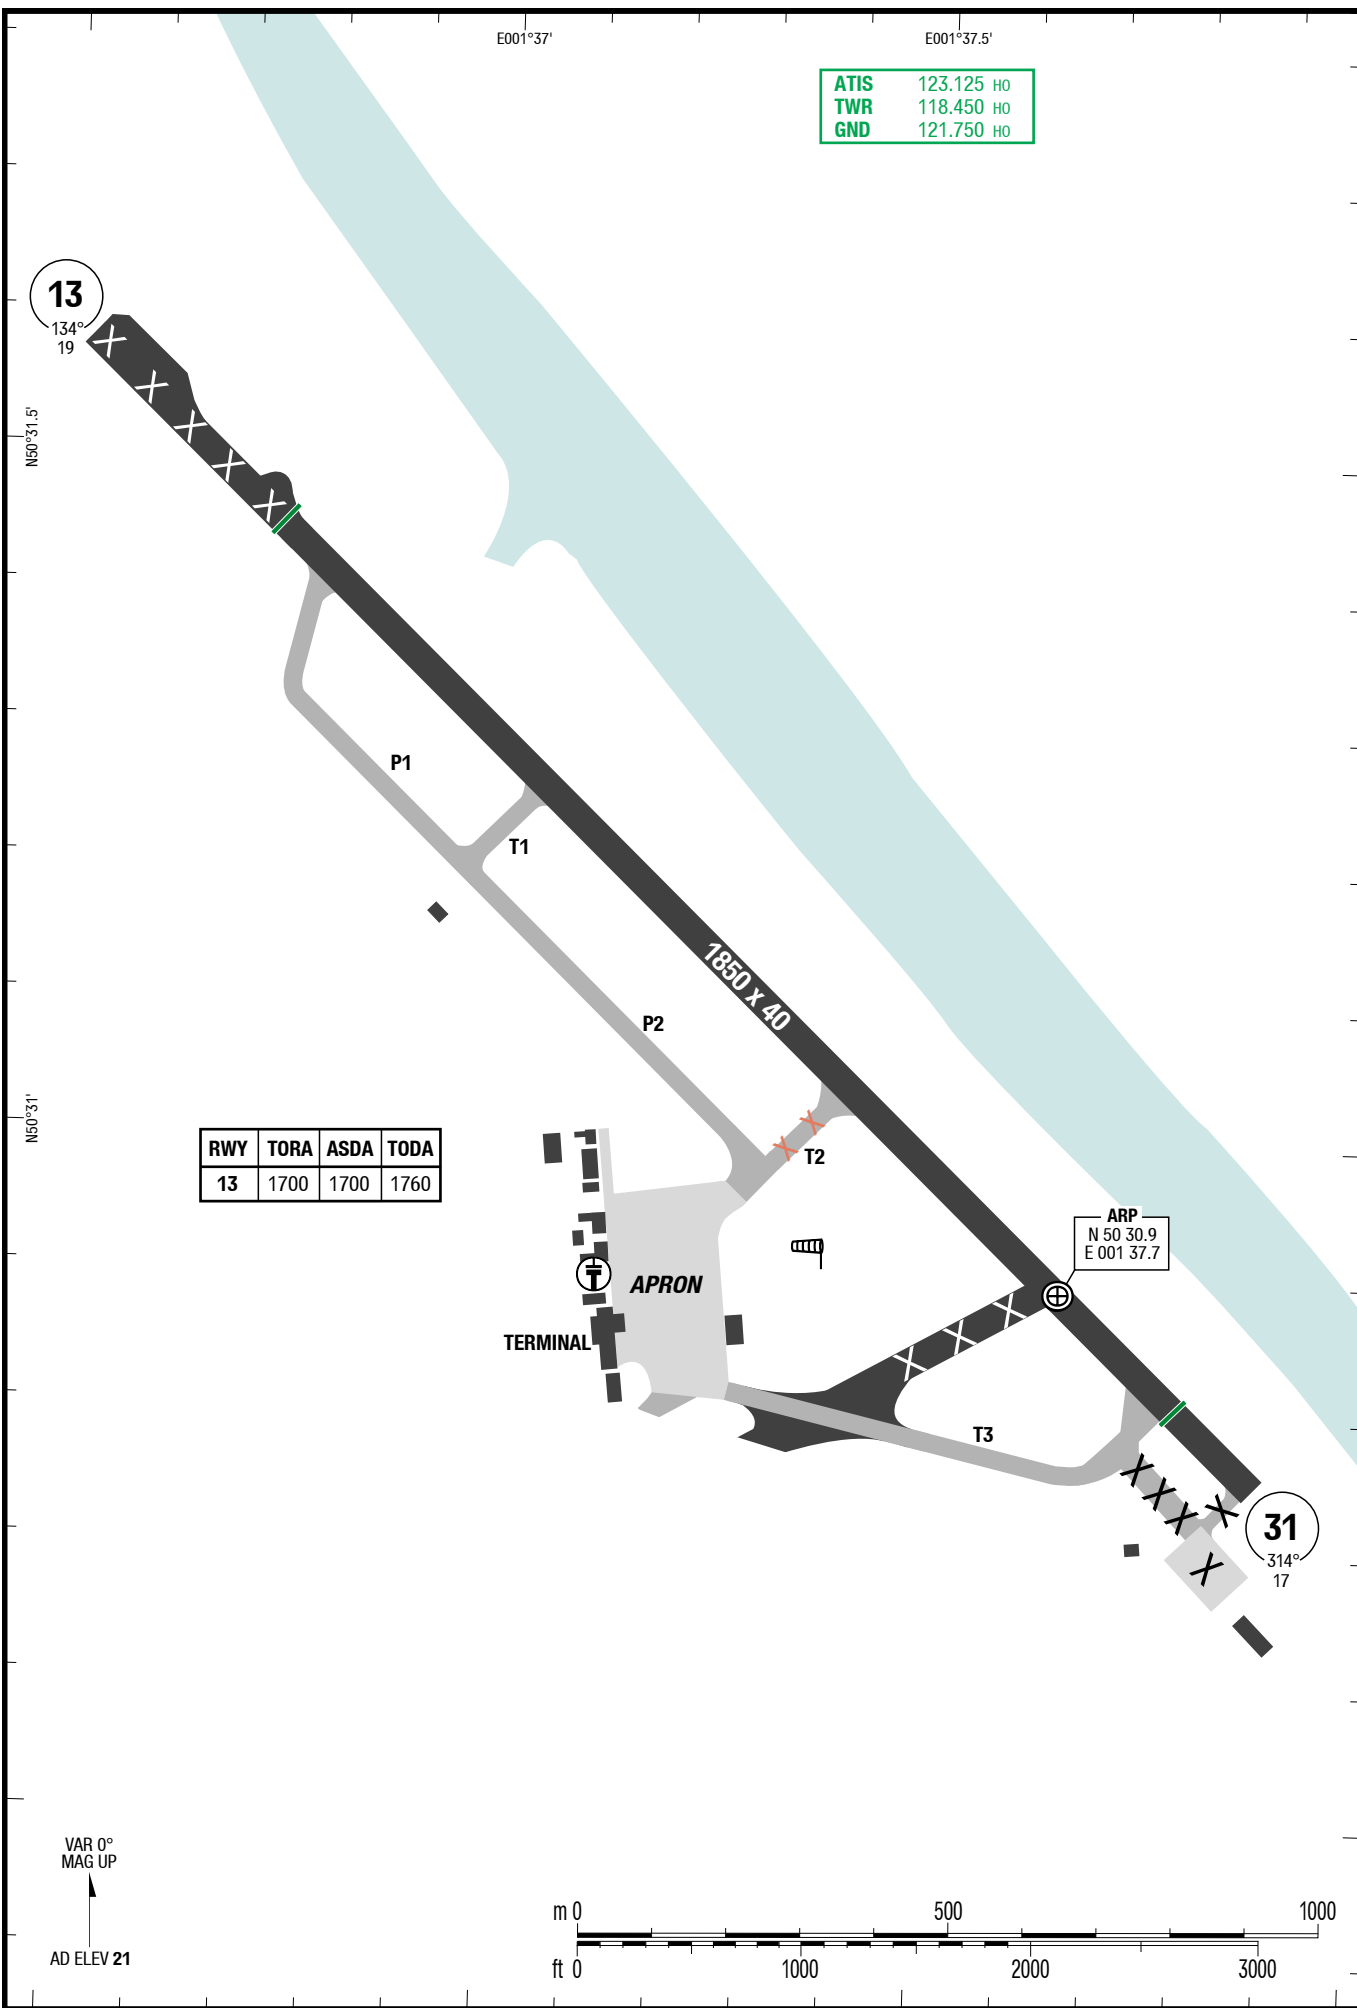 E001°37'
E001°37.5'
ATIS 123.125 HO
TWR 118.450 HO
GND 121.750 HO
13
134°
19
N50°31.5'
P1
T1
1850 x 40
P2
N50°31'
RWY TORA ASDA TODA
13 1700 1700 1760
T2
ARP
N 50 30.9
E 001 37.7
APRON
TERMINAL
T3
31
314°
17
VAR 0°
MAG UP
AD ELEV 21
m 0 500 1000
ft 0 1000 2000 3000